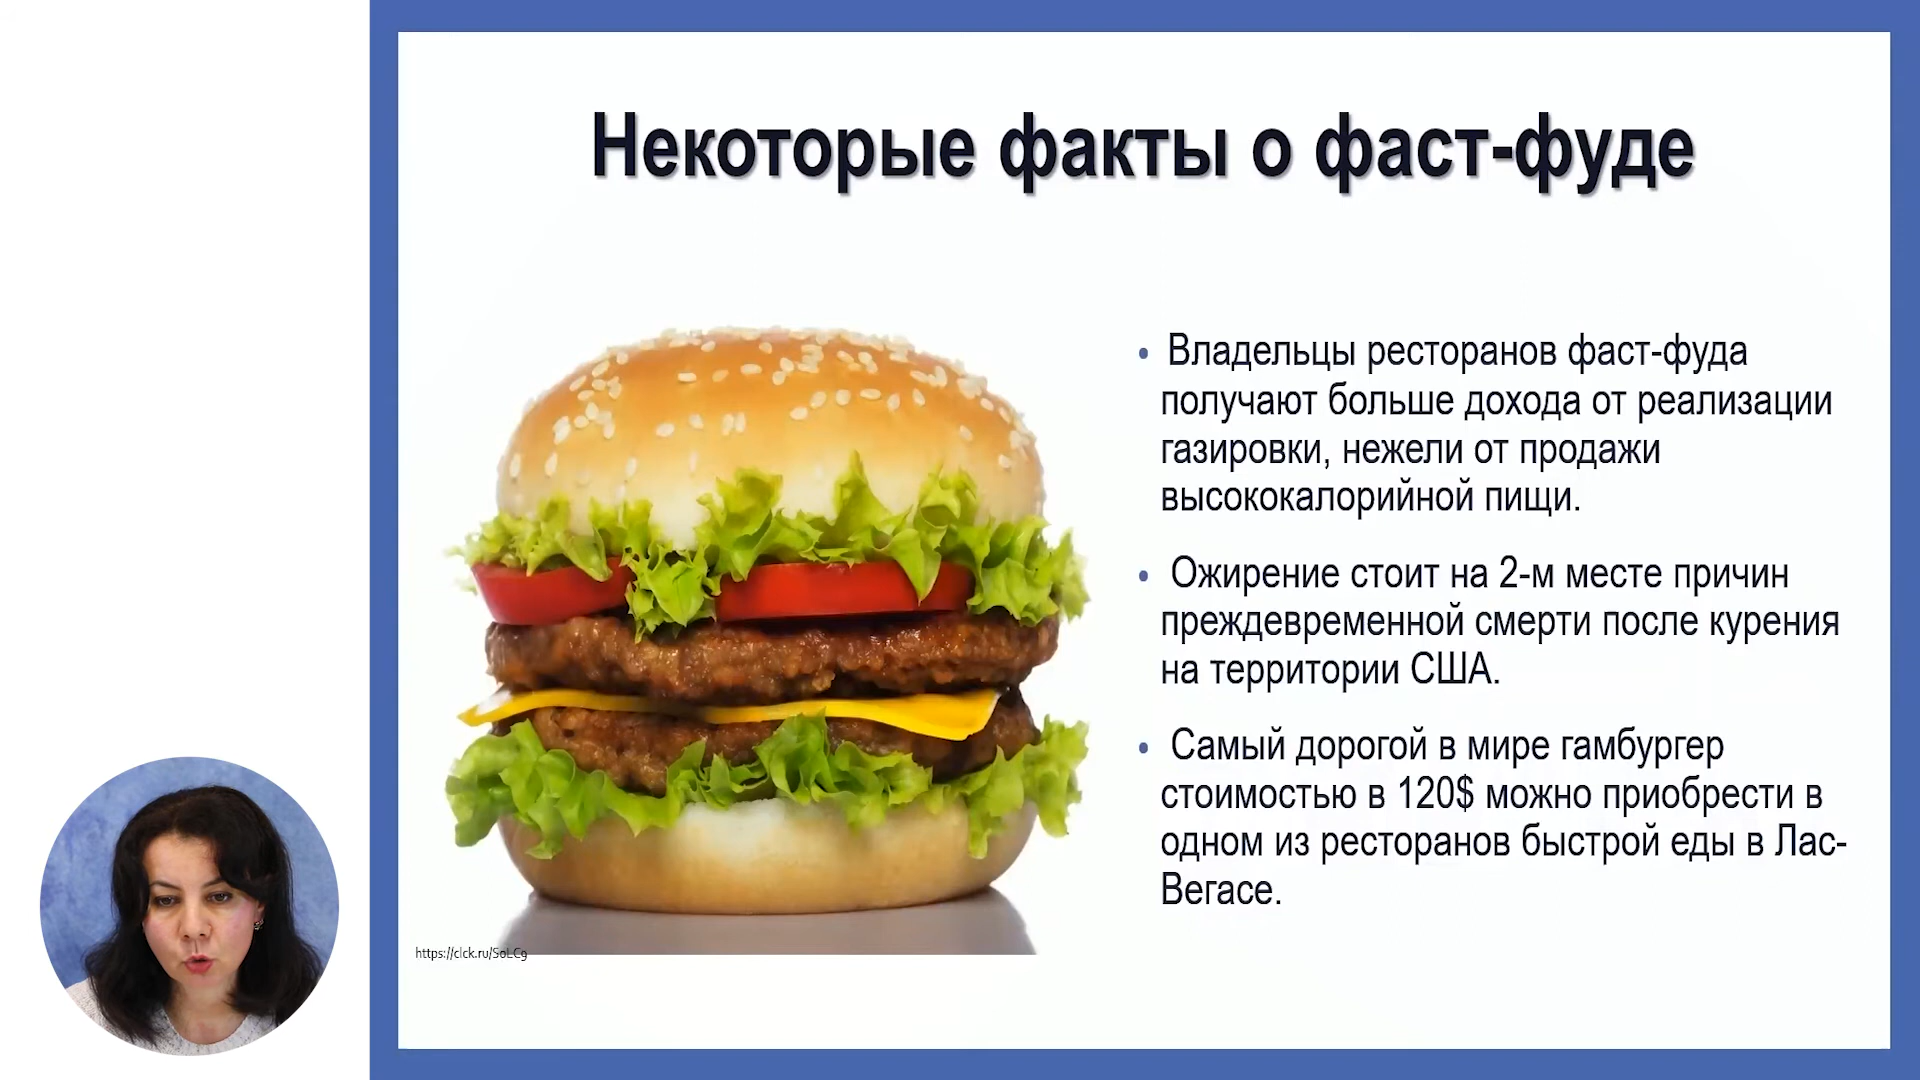 Некоторые факты о фаст-фуде
• Владельцы ресторанов фаст-фуда
получают больше дохода от реализации
газировки, нежели от продажи
высококалорийной пищи.
• Ожирение стоит на 2-м месте причин
преждевременной смерти после курения
на территории США.
• Самый дорогой в мире гамбургер
стоимостью в 120$ можно приобрести в
одном из ресторанов быстрой еды в Лас-
Вегасе.
https://clck.ru/SoLCg